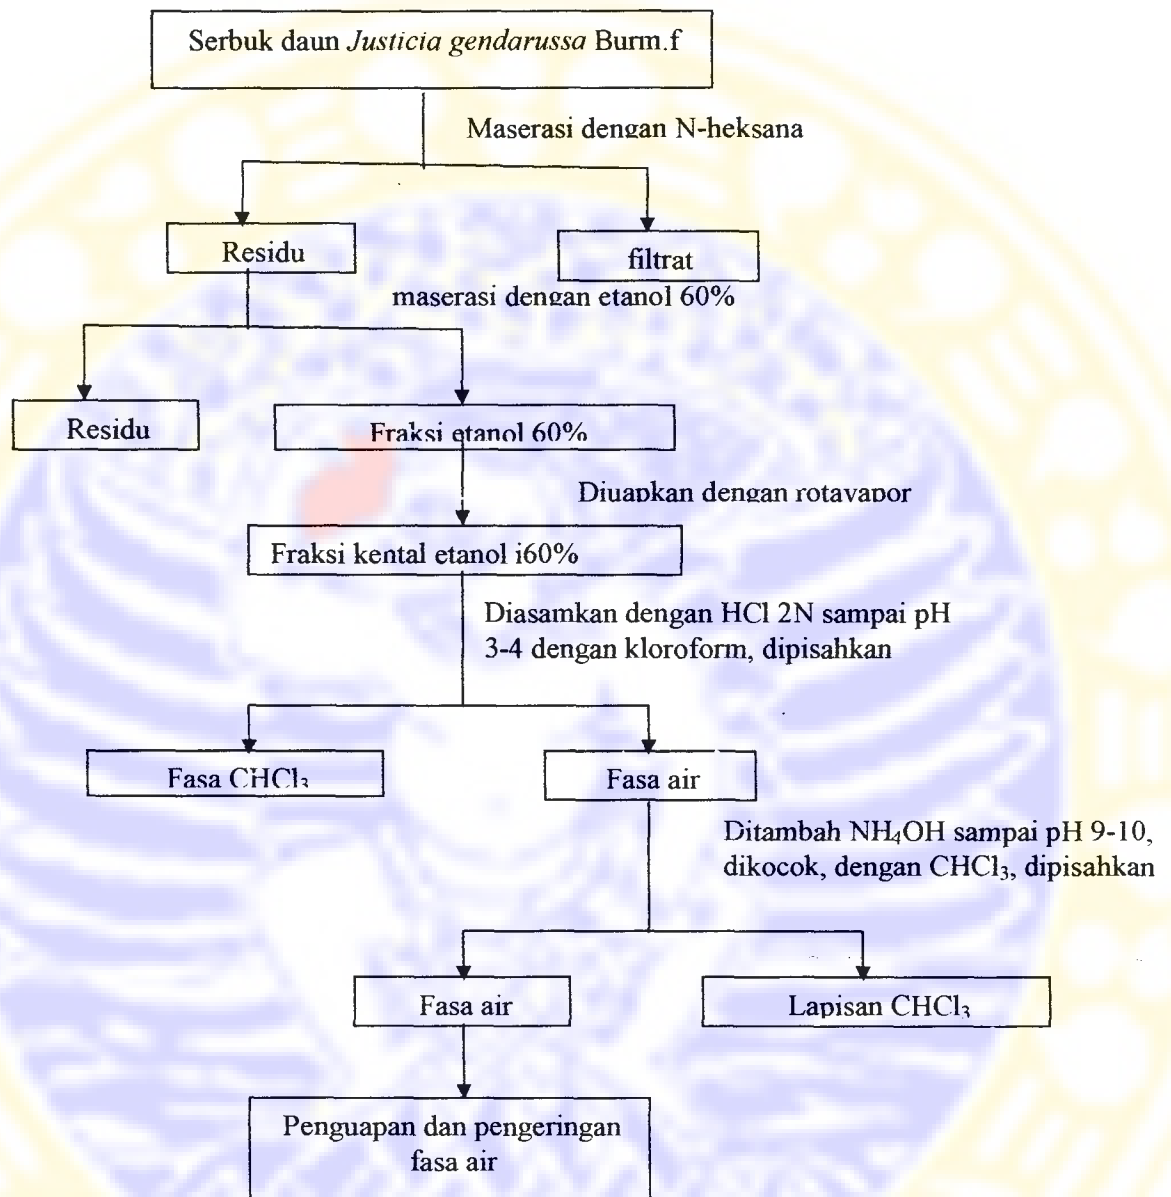 Serbuk daun Justicia gendarussa Burm.f
Maserasi dengan N-heksana
Residu
filtrat
maserasi dengan etanol 60%
Residu
Fraksi etanol 60%
Diuapkan dengan rotavapor
Fraksi kental etanol i60%
Diasamkan dengan HCl 2N sampai pH
3-4 dengan kloroform, dipisahkan
Fasa CHCl₃
Fasa air
Ditambah NH₄OH sampai pH 9-10,
dikocok, dengan CHCl₃, dipisahkan
Fasa air
Lapisan CHCl₃
Penguapan dan pengeringan
fasa air